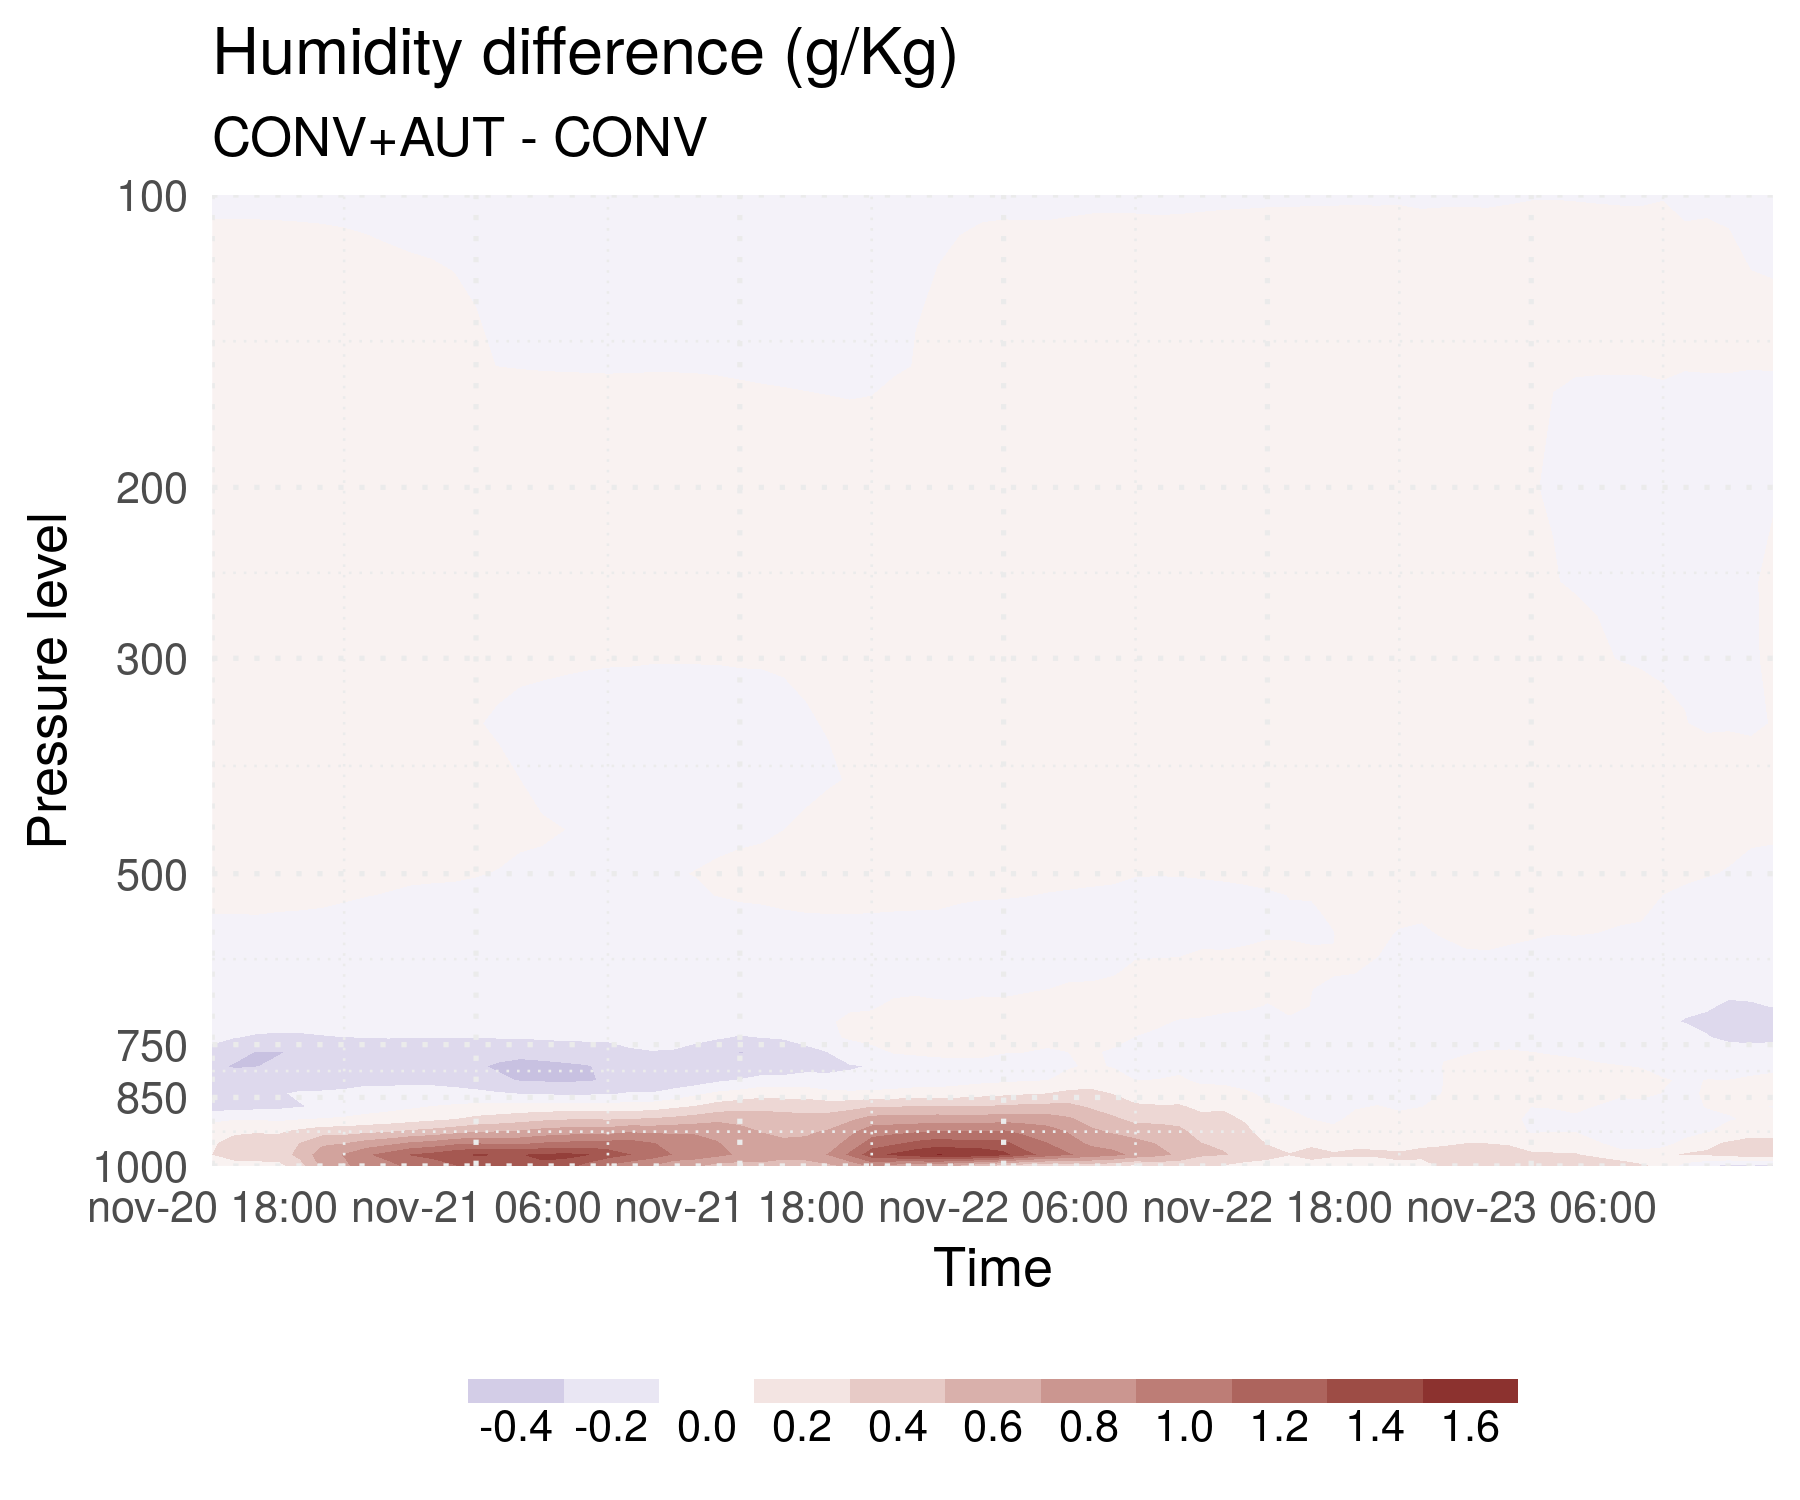 Humidity difference (g/Kg)
CONV+AUT - CONV
100
200
300
500
750
850
1000
Pressure level
nov-20 18:00 nov-21 06:00 nov-21 18:00 nov-22 06:00 nov-22 18:00 nov-23 06:00
Time
-0.4 -0.2 0.0 0.2 0.4 0.6 0.8 1.0 1.2 1.4 1.6